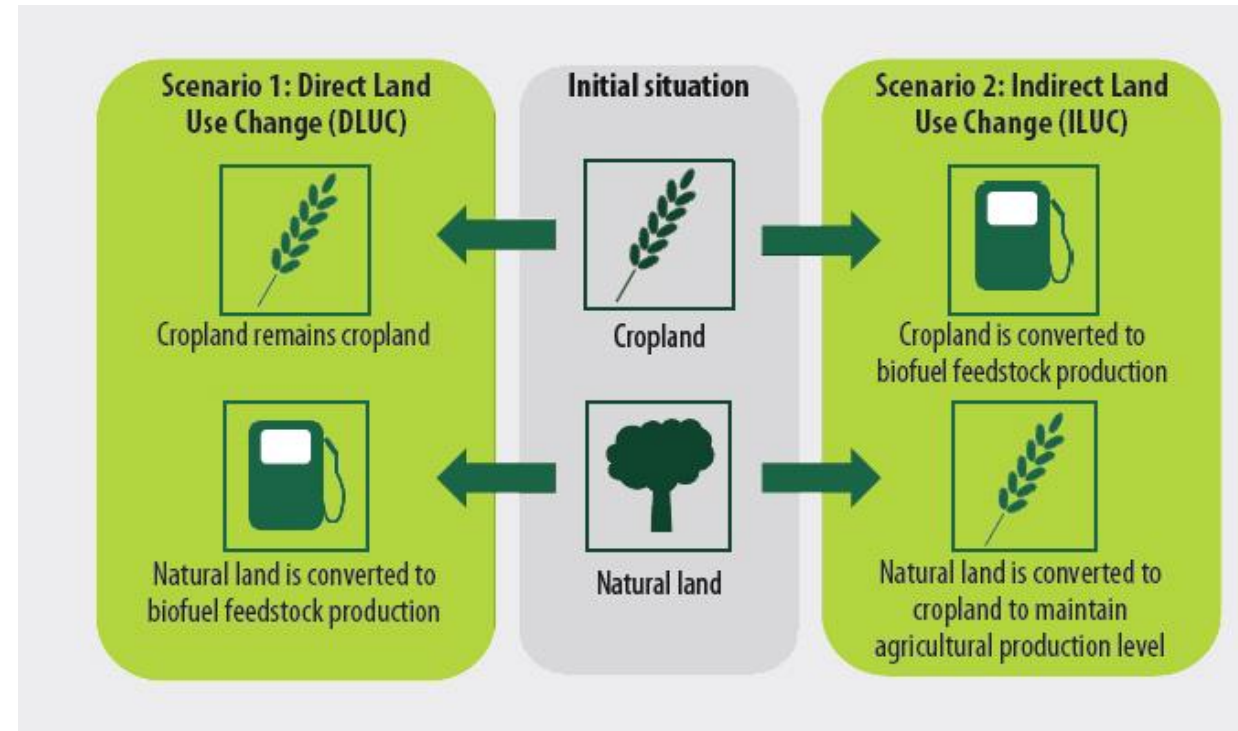 Scenario 1: Direct Land
Use Change (DLUC)
Cropland remains cropland
Natural land is converted to
biofuel feedstock production
Initial situation
Cropland
Natural land
Scenario 2: Indirect Land
Use Change (ILUC)
Cropland is converted to
biofuel feedstock production
Natural land is converted to
cropland to maintain
agricultural production level